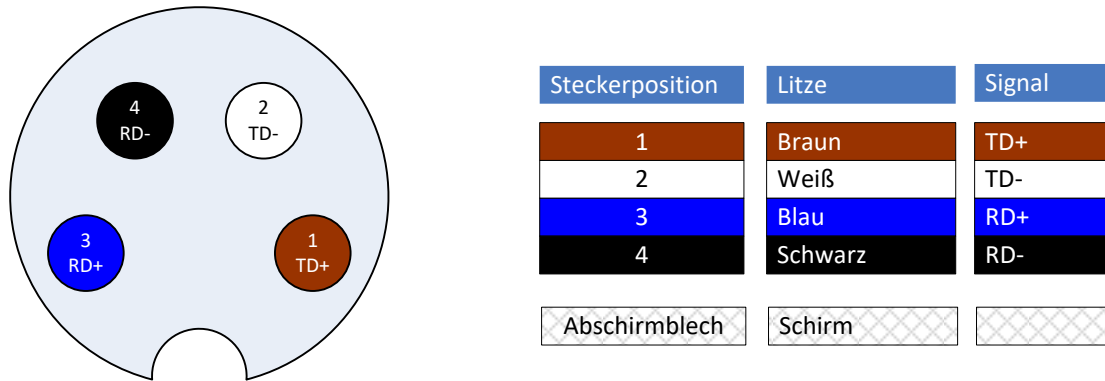 4
RD-
2
TD-
3
RD+
1
TD+
Steckerposition Litze Signal
1 Braun TD+
2 Weiß TD-
3 Blau RD+
4 Schwarz RD-
Abschirmblech Schirm